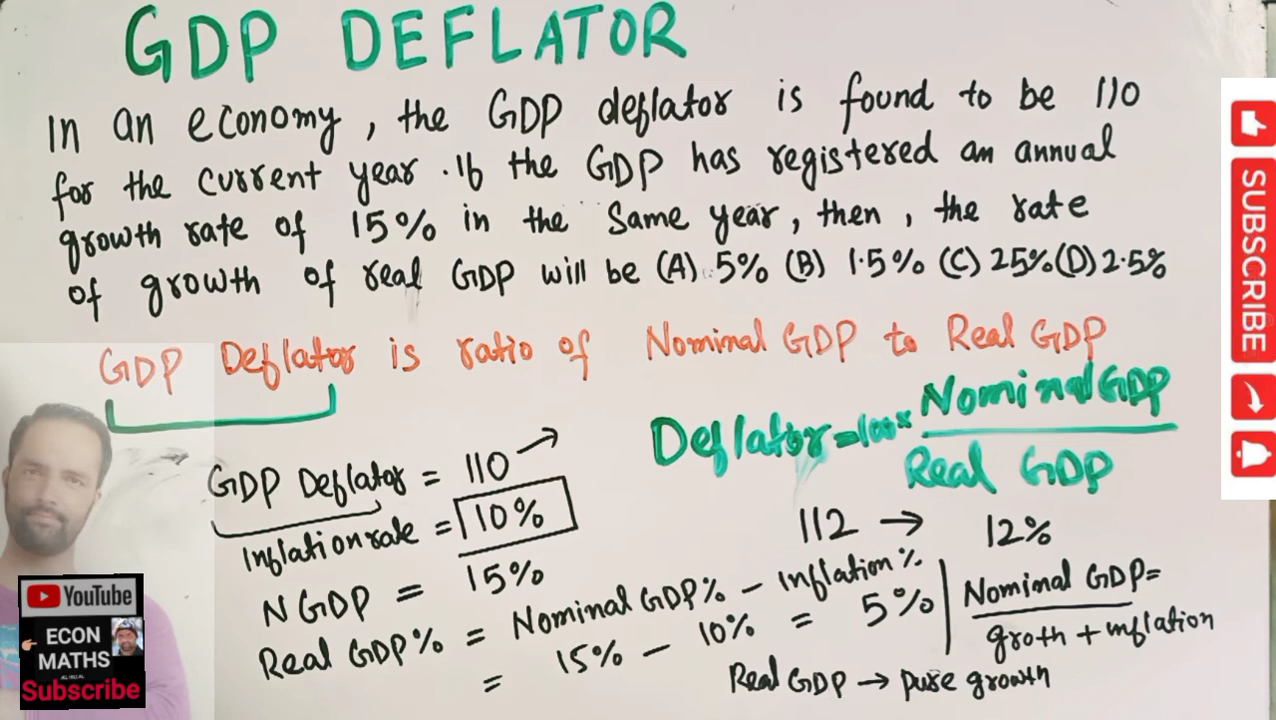 GDP DEFLATOR
In an economy, the GDP deflator is found to be 110
for the current year. If the GDP has registered an annual
growth rate of 15% in the same year, then, the rate
of growth of real GDP will be (A) 5% (B) 1.5% (C) 25% (D) 2.5%
GDP Deflator is ratio of Nominal GDP to Real GDP
Deflator = 100 × Nominal GDP
Real GDP
GDP Deflator = 110 →
Inflation rate = 10%
112 → 12%
NGDP = 15%
Real GDP% = Nominal GDP% - Inflation %
= 15% - 10% = 5%
Nominal GDP =
groth + inflation
Real GDP → pure growth
SUBSCRIBE
YouTube
ECON
MATHS
Subscribe